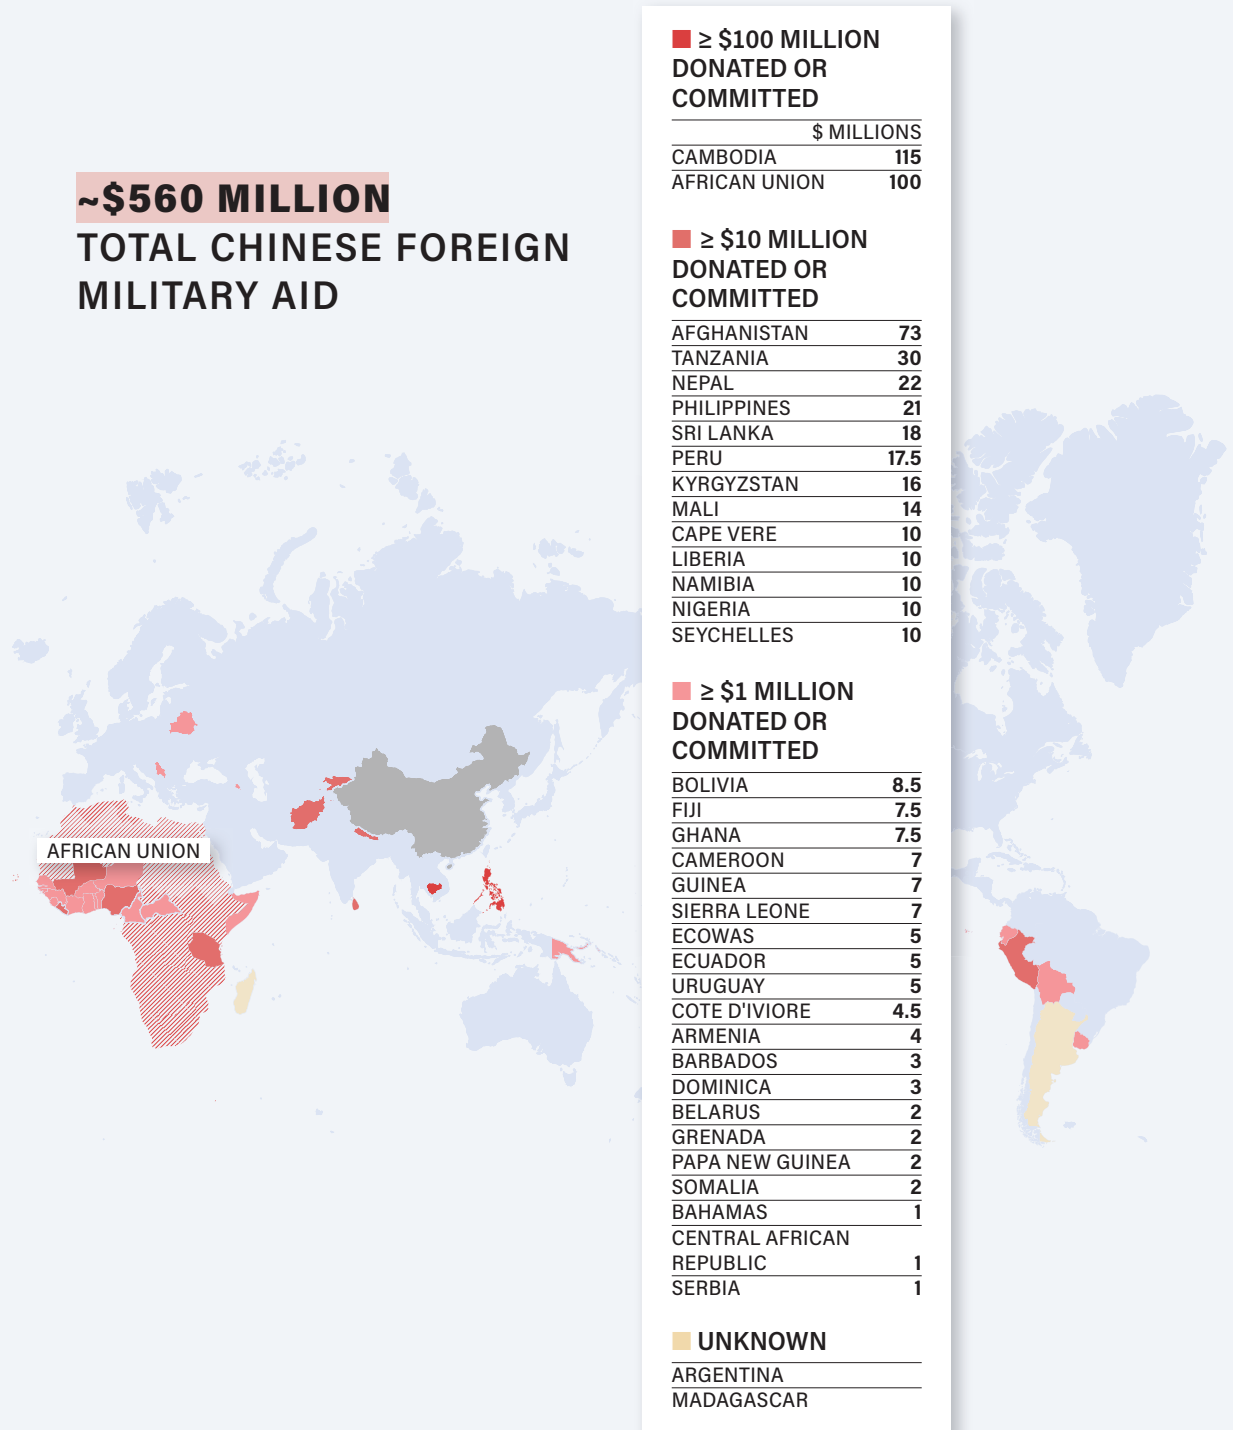 ~$560 MILLION
TOTAL CHINESE FOREIGN
MILITARY AID
AFRICAN UNION
≥ $100 MILLION
DONATED OR
COMMITTED
$ MILLIONS
CAMBODIA 115
AFRICAN UNION 100
≥ $10 MILLION
DONATED OR
COMMITTED
AFGHANISTAN 73
TANZANIA 30
NEPAL 22
PHILIPPINES 21
SRI LANKA 18
PERU 17.5
KYRGYZSTAN 16
MALI 14
CAPE VERE 10
LIBERIA 10
NAMIBIA 10
NIGERIA 10
SEYCHELLES 10
≥ $1 MILLION
DONATED OR
COMMITTED
BOLIVIA 8.5
FIJI 7.5
GHANA 7.5
CAMEROON 7
GUINEA 7
SIERRA LEONE 7
ECOWAS 5
ECUADOR 5
URUGUAY 5
COTE D'IVIORE 4.5
ARMENIA 4
BARBADOS 3
DOMINICA 3
BELARUS 2
GRENADA 2
PAPA NEW GUINEA 2
SOMALIA 2
BAHAMAS 1
CENTRAL AFRICAN
REPUBLIC 1
SERBIA 1
UNKNOWN
ARGENTINA
MADAGASCAR